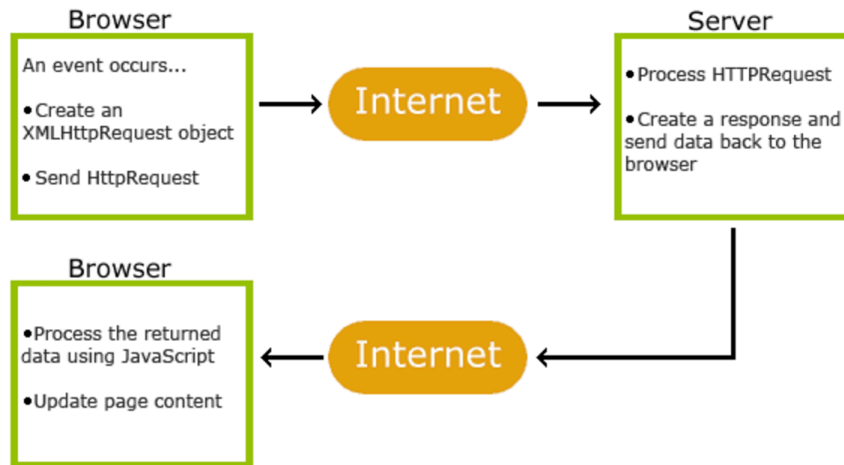 Browser
An event occurs...
•Create an
XMLHttpRequest object
•Send HttpRequest
Internet
Server
•Process HTTPRequest
•Create a response and
send data back to the
browser
Browser
•Process the returned
data using JavaScript
•Update page content
Internet